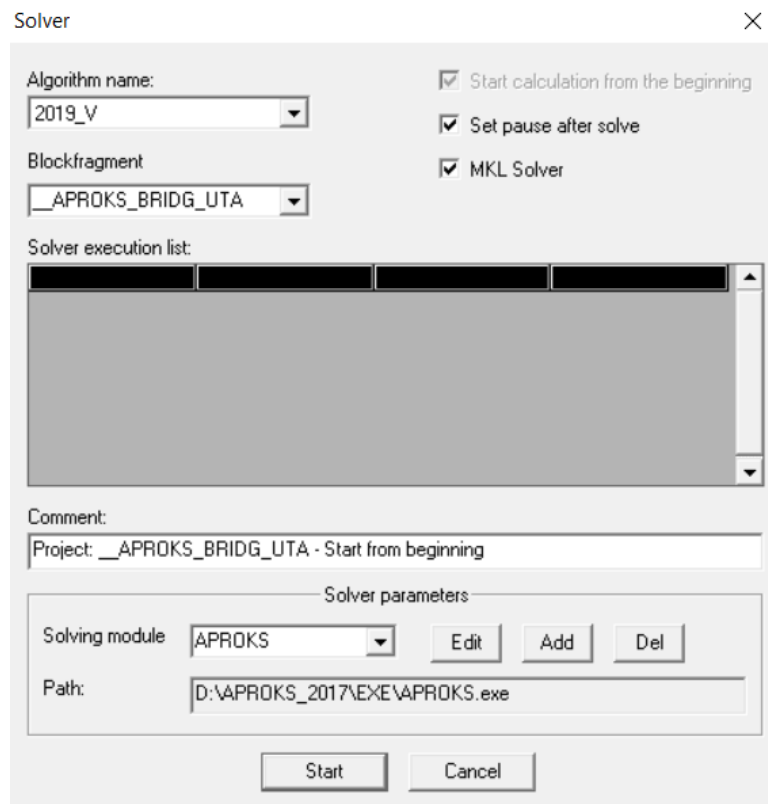 Solver
Algorithm name:
2019_V
Start calculation from the beginning
Set pause after solve
Blockfragment
MKL Solver
__APROKS_BRIDG_UTA
Solver execution list:
Comment:
Project: __APROKS_BRIDG_UTA - Start from beginning
Solver parameters
Solving module APROKS Edit Add Del
Path: D:\APROKS_2017\EXE\APROKS.exe
Start Cancel